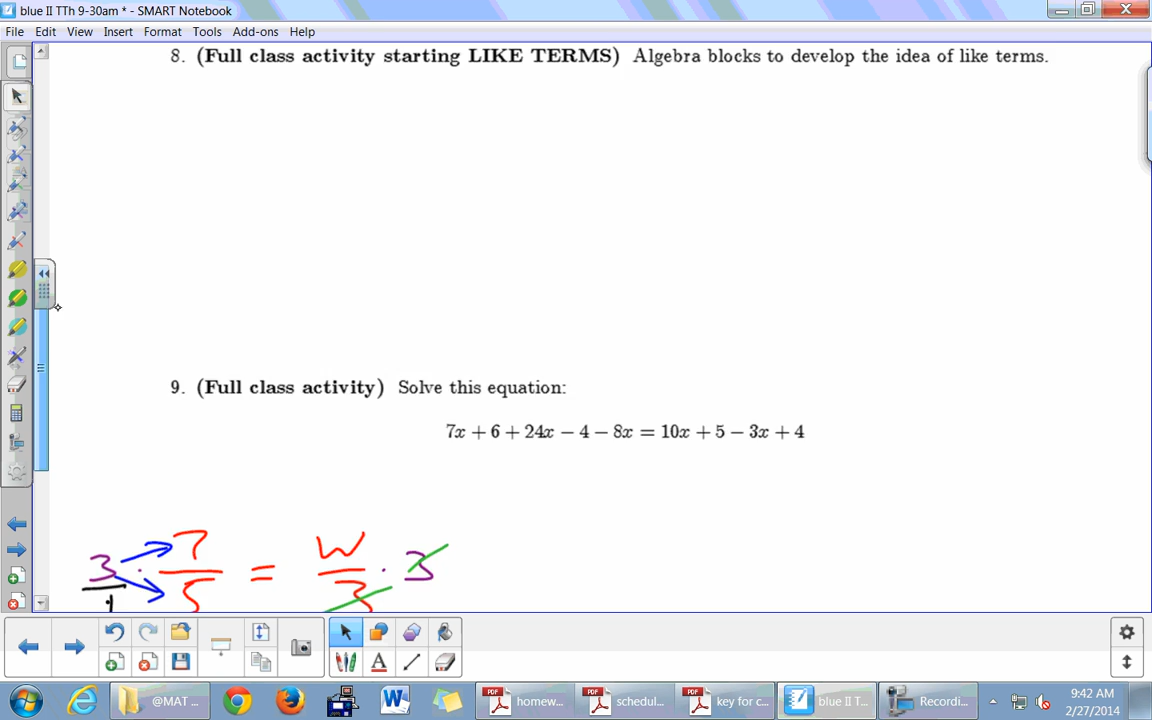 blue II TTh 9-30am * - SMART Notebook
File Edit View Insert Format Tools Add-ons Help
8. (Full class activity starting LIKE TERMS) Algebra blocks to develop the idea of like terms.
9. (Full class activity) Solve this equation:
7x + 6 + 24x − 4 − 8x = 10x + 5 − 3x + 4
3/1 · 7/5 = W/3 · 3
@MAT ... PDF homew... PDF schedul... PDF key for c... blue II T... Recordi...
9:42 AM
2/27/2014